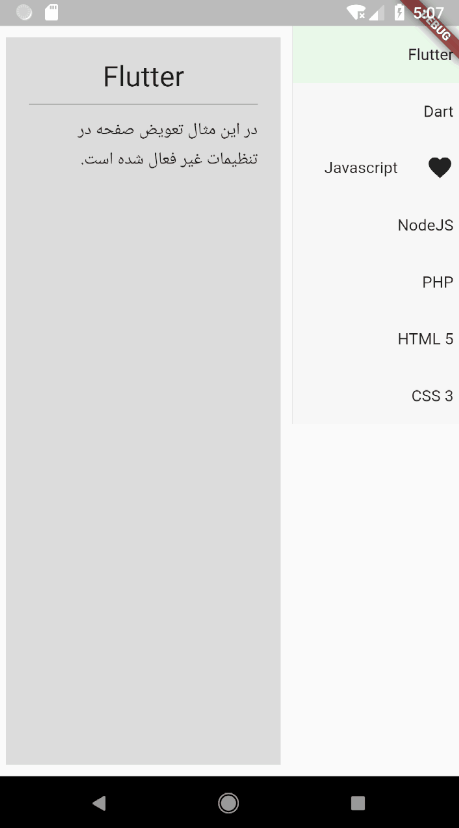 5:07
DEBUG
Flutter
در این مثال تعویض صفحه در
تنظیمات غیر فعال شده است.
Flutter
Dart
Javascript
NodeJS
PHP
HTML 5
CSS 3